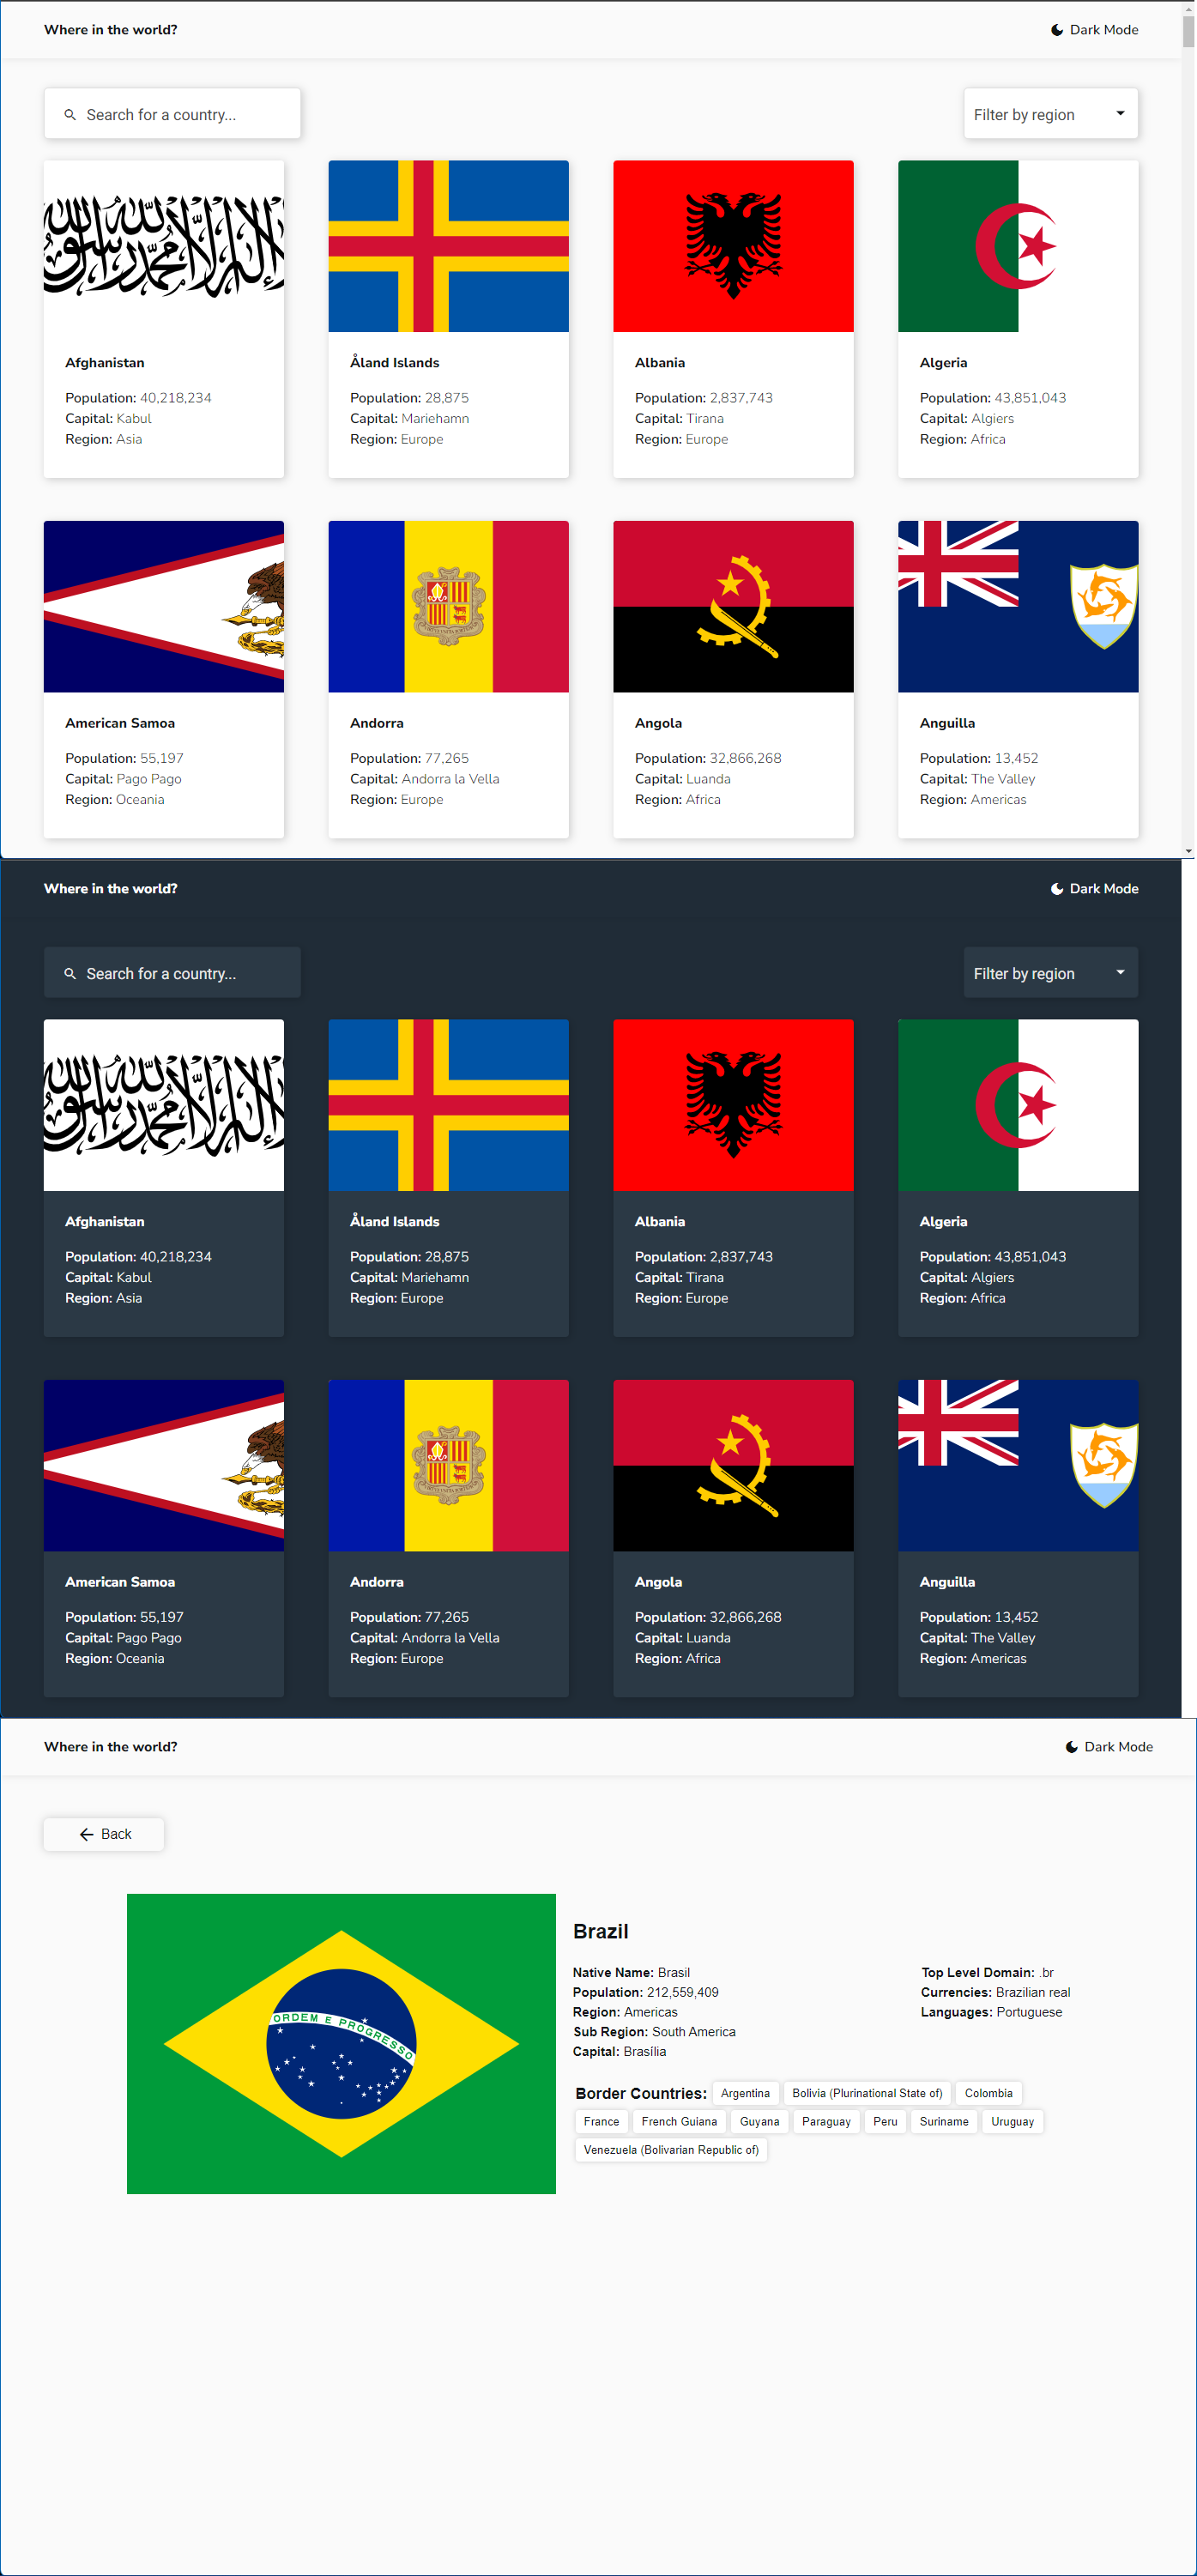 Where in the world?
Dark Mode
Search for a country...
Filter by region
Afghanistan
Population: 40,218,234
Capital: Kabul
Region: Asia
Åland Islands
Population: 28,875
Capital: Mariehamn
Region: Europe
Albania
Population: 2,837,743
Capital: Tirana
Region: Europe
Algeria
Population: 43,851,043
Capital: Algiers
Region: Africa
American Samoa
Population: 55,197
Capital: Pago Pago
Region: Oceania
Andorra
Population: 77,265
Capital: Andorra la Vella
Region: Europe
Angola
Population: 32,866,268
Capital: Luanda
Region: Africa
Anguilla
Population: 13,452
Capital: The Valley
Region: Americas
Where in the world?
Dark Mode
Search for a country...
Filter by region
Afghanistan
Population: 40,218,234
Capital: Kabul
Region: Asia
Åland Islands
Population: 28,875
Capital: Mariehamn
Region: Europe
Albania
Population: 2,837,743
Capital: Tirana
Region: Europe
Algeria
Population: 43,851,043
Capital: Algiers
Region: Africa
American Samoa
Population: 55,197
Capital: Pago Pago
Region: Oceania
Andorra
Population: 77,265
Capital: Andorra la Vella
Region: Europe
Angola
Population: 32,866,268
Capital: Luanda
Region: Africa
Anguilla
Population: 13,452
Capital: The Valley
Region: Americas
Where in the world?
Dark Mode
Back
ORDEM E PROGRESSO
Brazil
Native Name: Brasil
Population: 212,559,409
Region: Americas
Sub Region: South America
Capital: Brasília
Top Level Domain: .br
Currencies: Brazilian real
Languages: Portuguese
Border Countries: Argentina Bolivia (Plurinational State of) Colombia
France French Guiana Guyana Paraguay Peru Suriname Uruguay
Venezuela (Bolivarian Republic of)